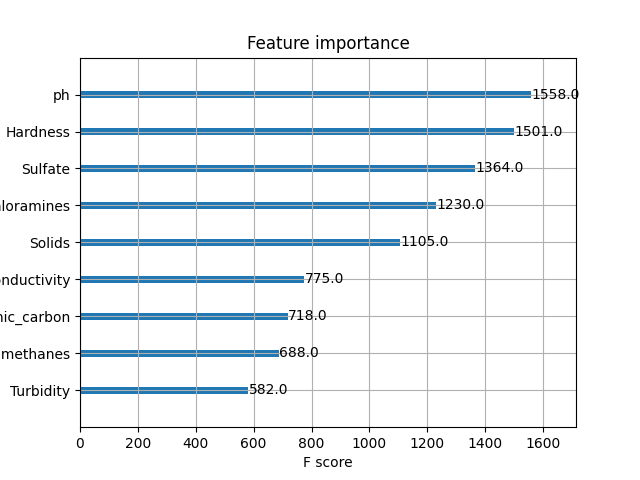 Feature importance
ph
1558.0
Hardness
1501.0
Sulfate
1364.0
loramines
1230.0
Solids
1105.0
nductivity
775.0
nic_carbon
718.0
methanes
688.0
Turbidity
582.0
0 200 400 600 800 1000 1200 1400 1600
F score